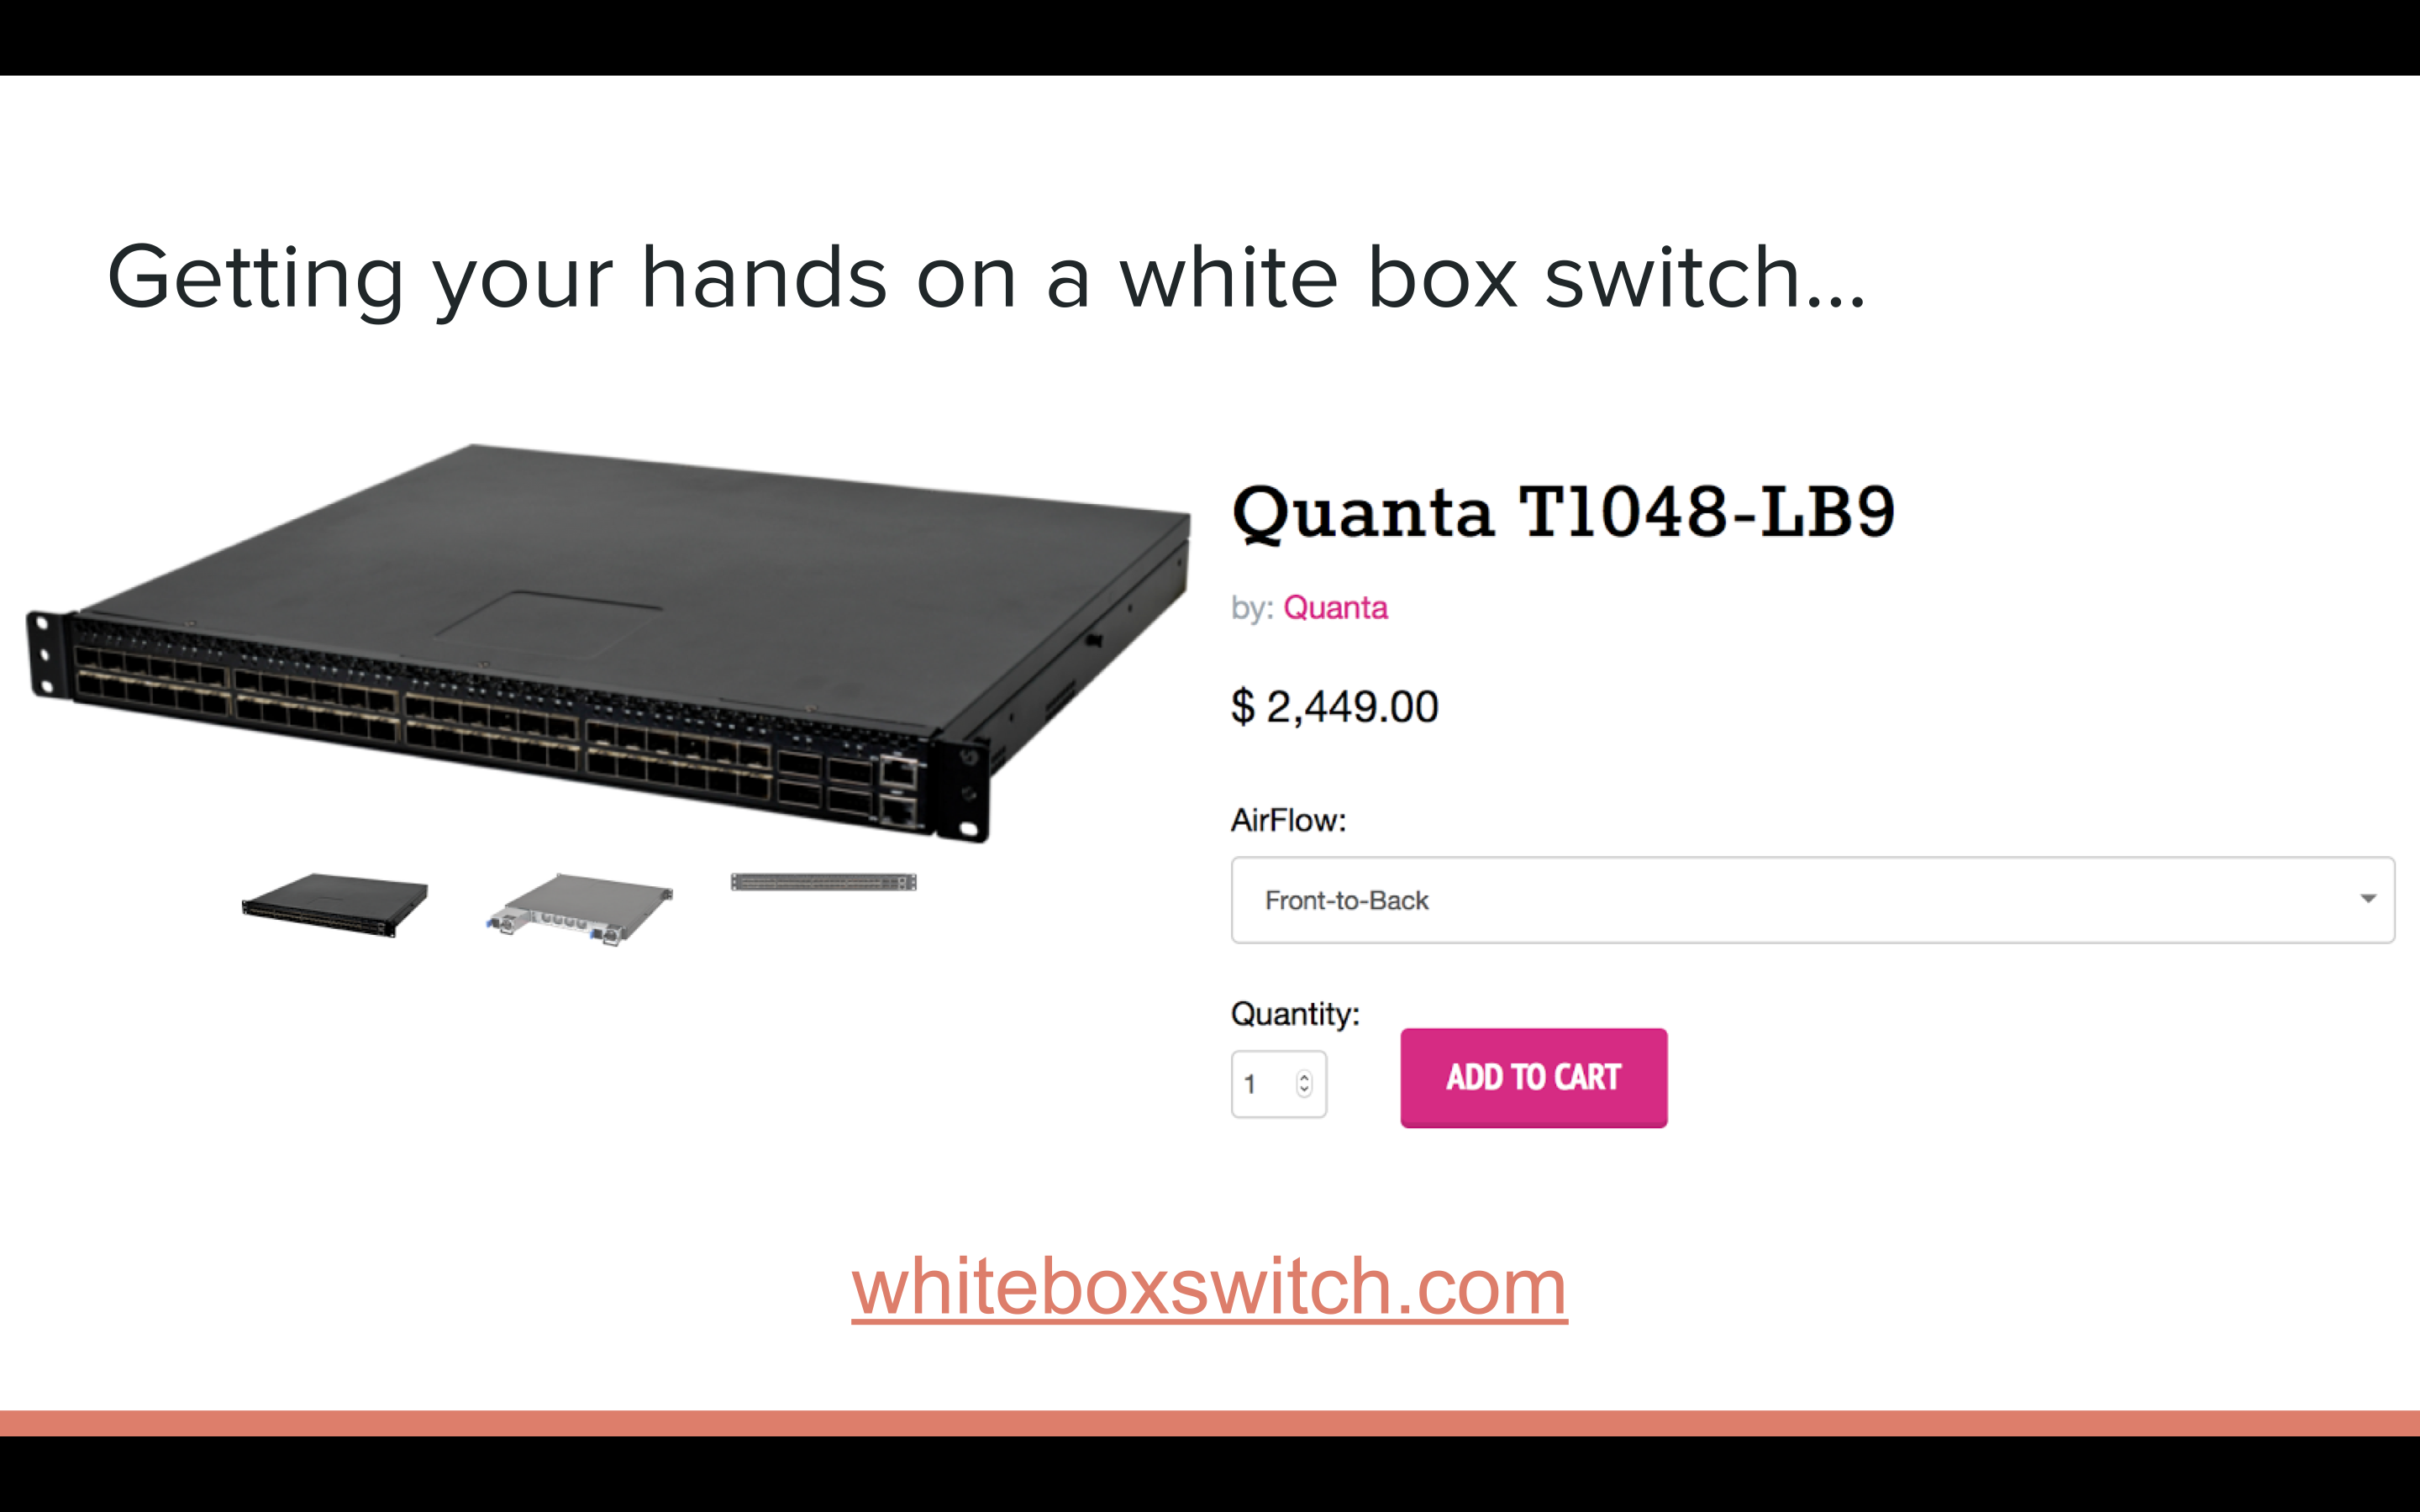 Getting your hands on a white box switch...
Quanta T1048-LB9
by: Quanta
$ 2,449.00
AirFlow:
Front-to-Back
Quantity:
1
ADD TO CART
whiteboxswitch.com